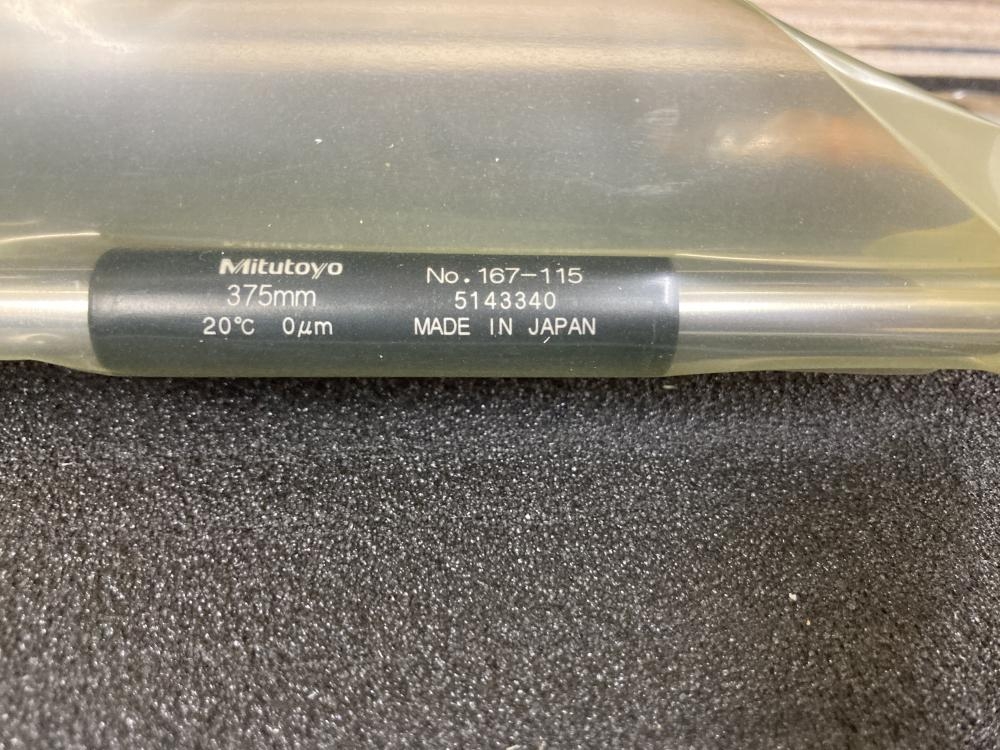 Mitutoyo
375mm
20℃ 0μm
No.167-115
5143340
MADE IN JAPAN